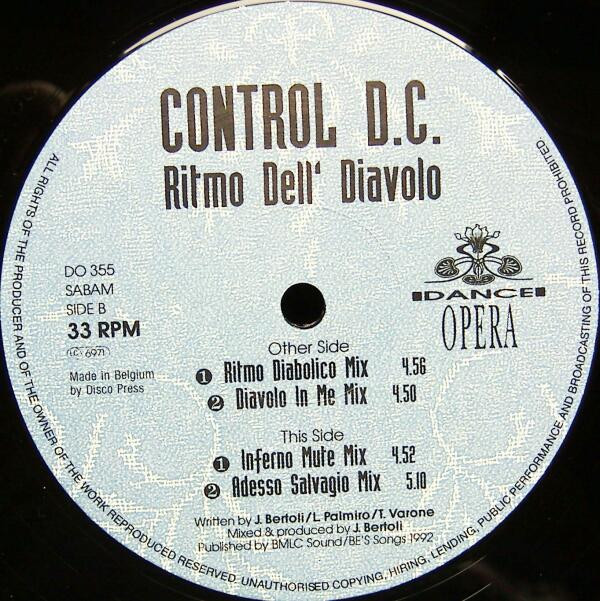 CONTROL D.C.
Ritmo Dell' Diavolo
DO 355
SABAM
SIDE B
33 RPM
LC 6971
Made in Belgium
by Disco Press
DANCE
OPERA
Other Side
1 Ritmo Diabolico Mix 4.56
2 Diavolo In Me Mix 4.50
This Side
1 Inferno Mute Mix 4.52
2 Adesso Salvagio Mix 5.10
Written by J. Bertoli/L. Palmiro/T. Varone
Mixed & produced by J. Bertoli
Published by BMLC Sound/BE'S Songs 1992
ALL RIGHTS OF THE PRODUCER AND OF THE OWNER OF THE WORK REPRODUCED RESERVED. UNAUTHORISED COPYING, HIRING, LENDING, PUBLIC PERFORMANCE AND BROADCASTING OF THIS RECORD PROHIBITED.